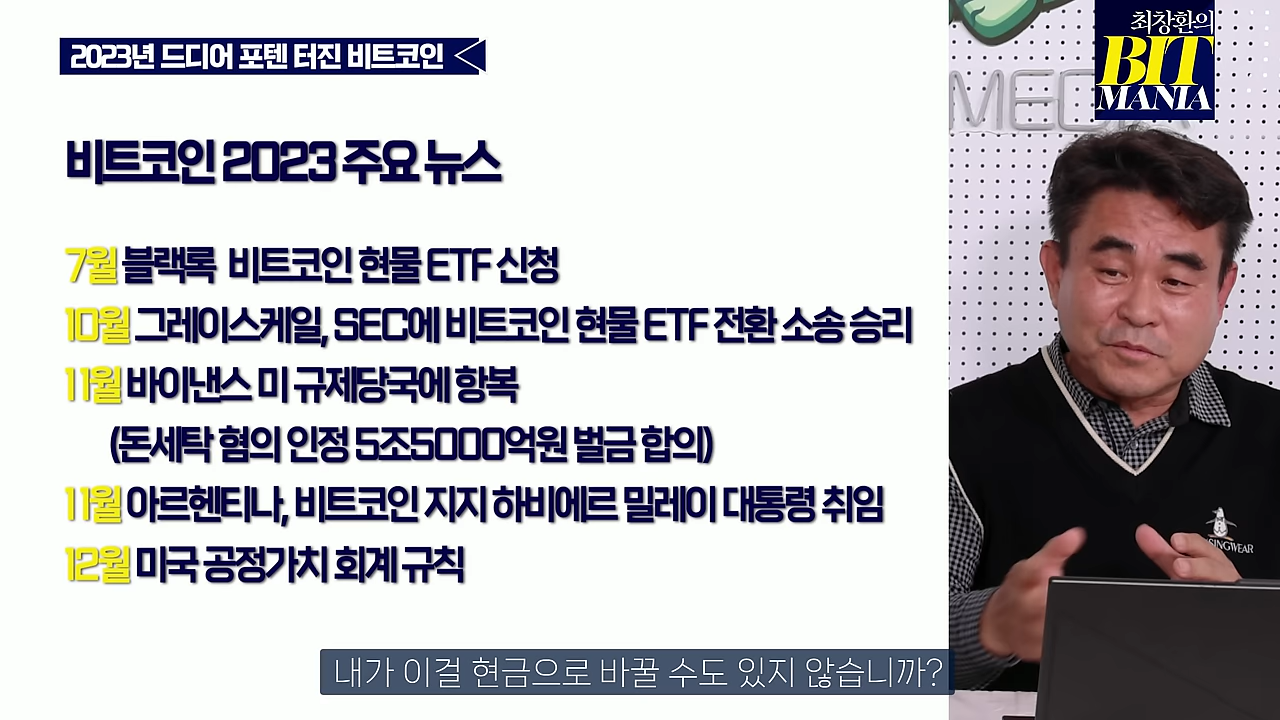 2023년 드디어 포텐 터진 비트코인
최창환의
BIT
MANIA
MED
비트코인 2023 주요 뉴스
7월 블랙록 비트코인 현물 ETF 신청
10월 그레이스케일, SEC에 비트코인 현물 ETF 전환 소송 승리
11월 바이낸스 미 규제당국에 항복
(돈세탁 혐의 인정 5조5000억원 벌금 합의)
11월 아르헨티나, 비트코인 지지 하비에르 밀레이 대통령 취임
12월 미국 공정가치 회계 규칙
SINGWEAR
내가 이걸 현금으로 바꿀 수도 있지 않습니까?